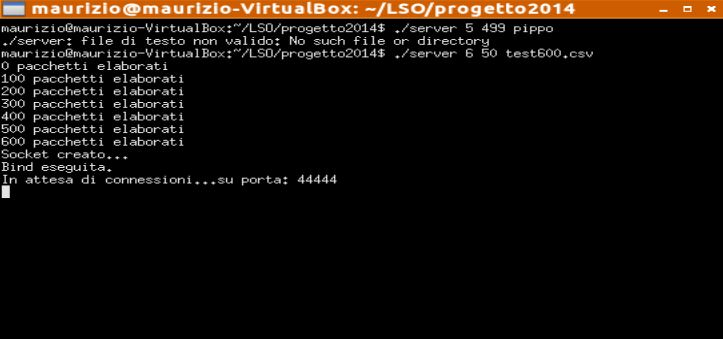 maurizio@maurizio-VirtualBox: ~/LSO/progetto2014
maurizio@maurizio-VirtualBox:~/LSO/progetto2014$ ./server 5 499 pippo
./server: file di testo non valido: No such file or directory
maurizio@maurizio-VirtualBox:~/LSO/progetto2014$ ./server 6 50 test600.csv
0 pacchetti elaborati
100 pacchetti elaborati
200 pacchetti elaborati
300 pacchetti elaborati
400 pacchetti elaborati
500 pacchetti elaborati
600 pacchetti elaborati
Socket creato...
Bind eseguita.
In attesa di connessioni...su porta: 44444